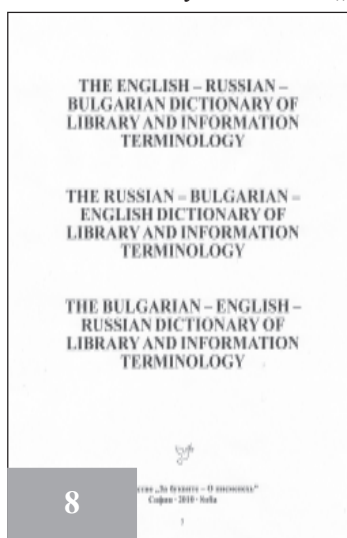 THE ENGLISH – RUSSIAN –
BULGARIAN DICTIONARY OF
LIBRARY AND INFORMATION
TERMINOLOGY
THE RUSSIAN – BULGARIAN –
ENGLISH DICTIONARY OF
LIBRARY AND INFORMATION
TERMINOLOGY
THE BULGARIAN – ENGLISH –
RUSSIAN DICTIONARY OF
LIBRARY AND INFORMATION
TERMINOLOGY
„За буквите – О писменехь“
София · 2010 · Sofia
8